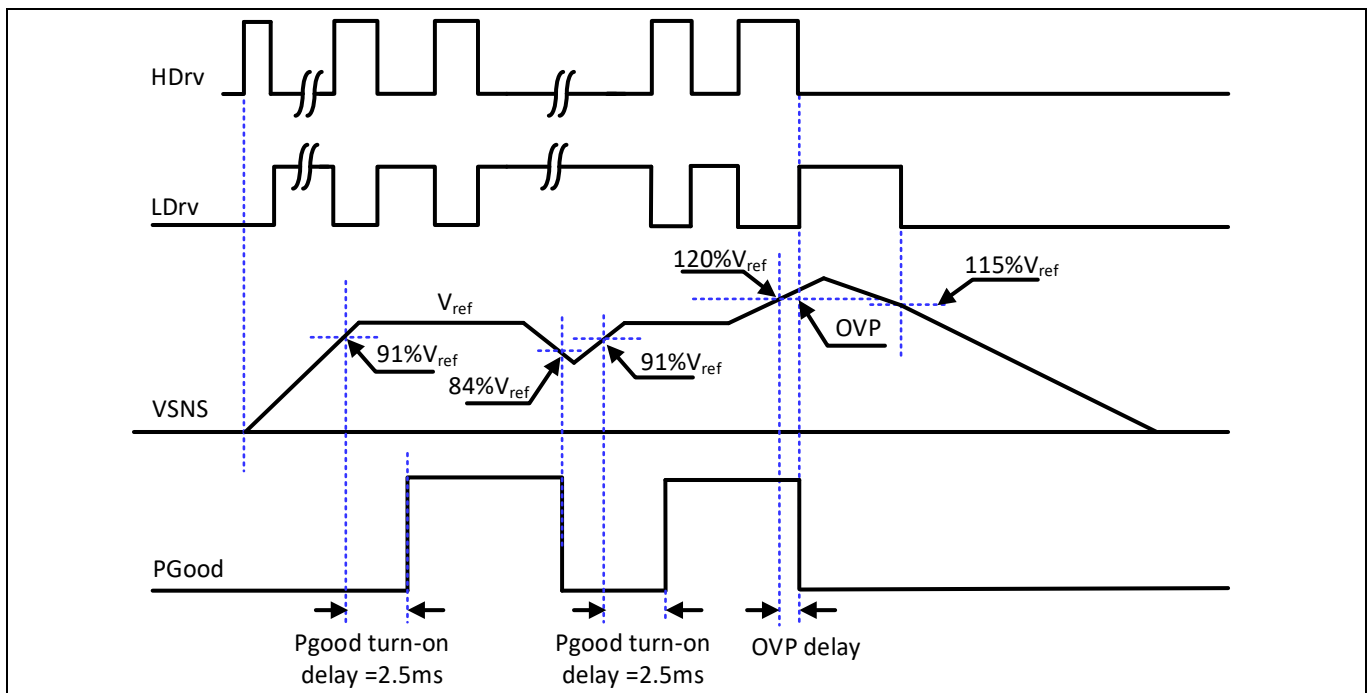 HDrv
LDrv
120%Vref
115%Vref
Vref
OVP
91%Vref
84%Vref
91%Vref
VSNS
PGood
Pgood turn-on
delay =2.5ms
Pgood turn-on
delay =2.5ms
OVP delay